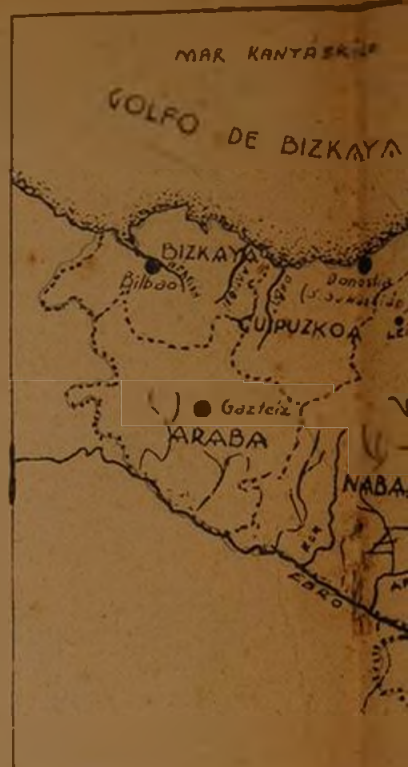 MAR KANTABRIKO
GOLFO
DE BIZKAYA
BIZKAYA
Bilbao
Donostia
GUIPUZKOA
Gazteiz
ARABA
NABA
EBRO